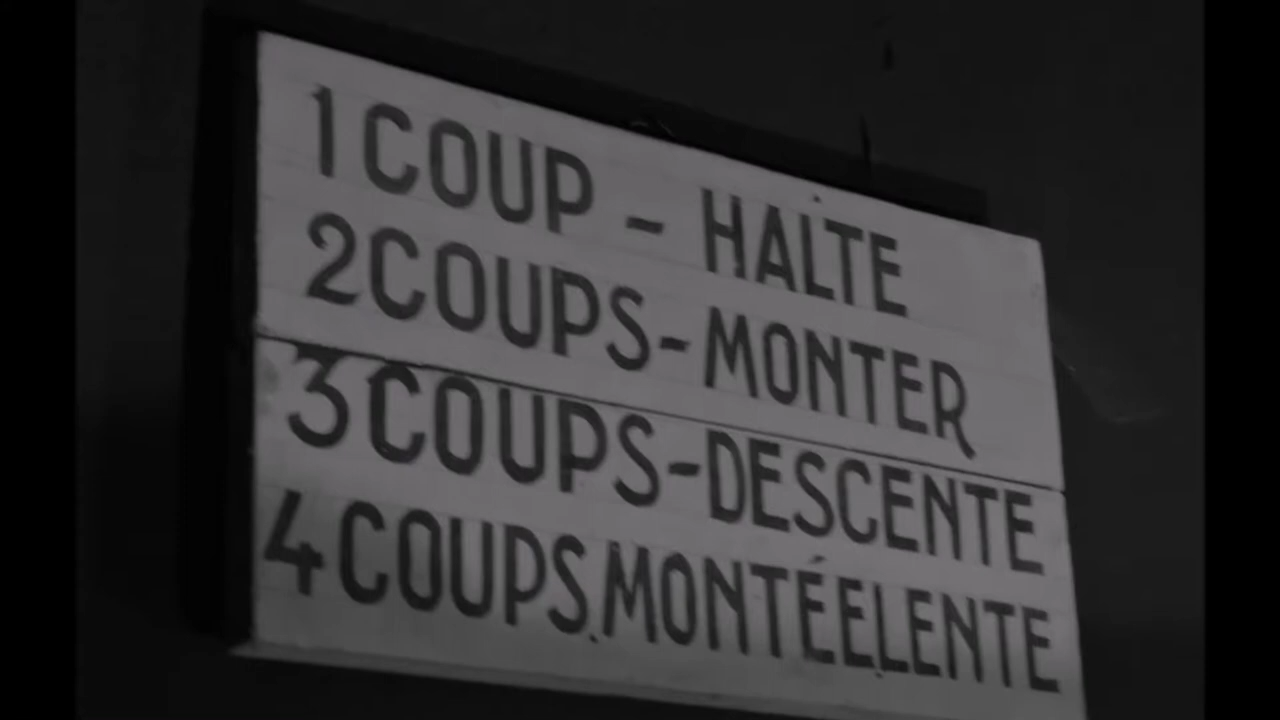 1 COUP - HALTE
2 COUPS - MONTER
3 COUPS - DESCENTE
4 COUPS. MONTÉE LENTE